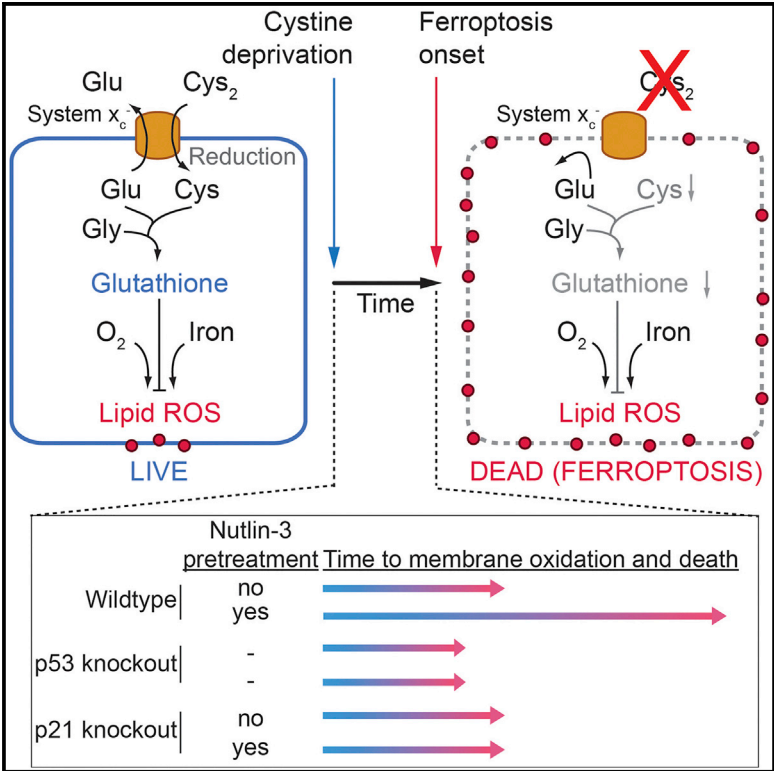 Cystine
deprivation
Ferroptosis
onset
Glu
Cys2
System xc-
Reduction
Glu
Cys
Gly
Glutathione
O2
Iron
Lipid ROS
LIVE
Time
Cys2
System xc-
Glu
Cys
Gly
Glutathione
O2
Iron
Lipid ROS
DEAD (FERROPTOSIS)
Nutlin-3
pretreatment
Time to membrane oxidation and death
Wildtype
no
yes
p53 knockout
-
-
p21 knockout
no
yes